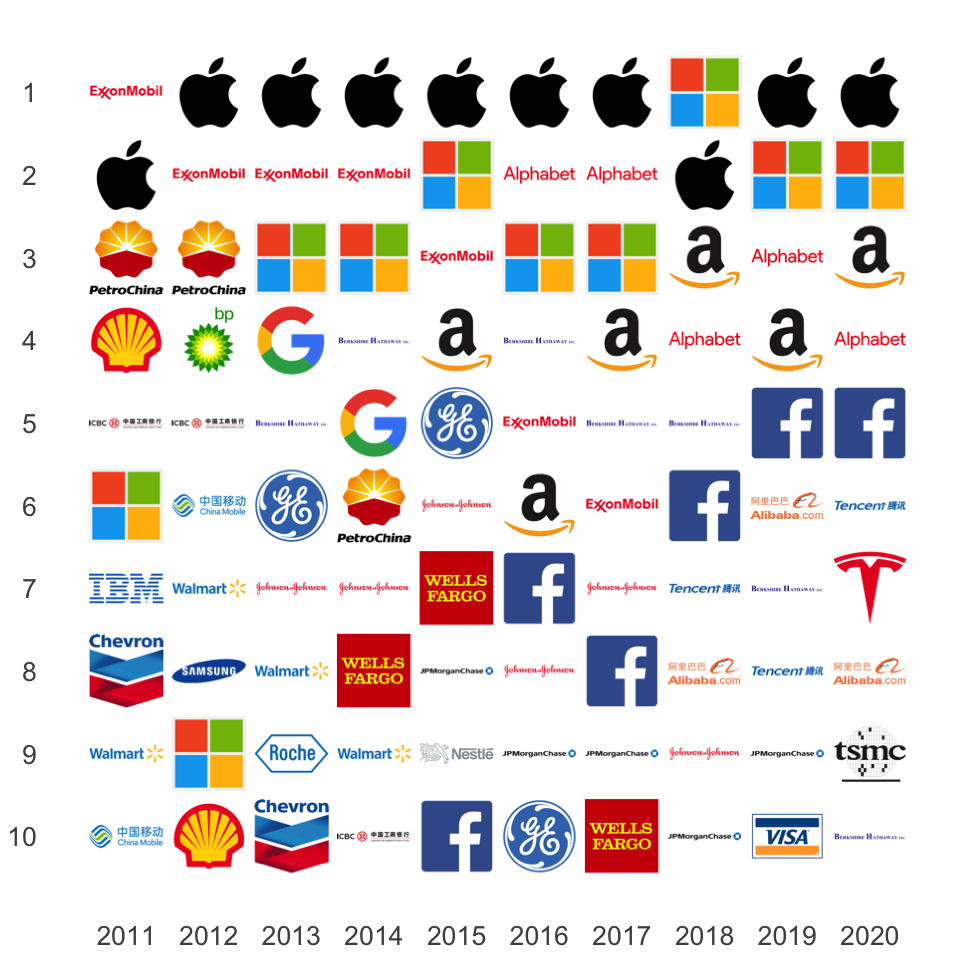 1 ExxonMobil
2 ExxonMobil ExxonMobil ExxonMobil Alphabet Alphabet
3 PetroChina PetroChina ExxonMobil a Alphabet a
4 bp G BERKSHIRE HATHAWAY INC. a BERKSHIRE HATHAWAY INC. a Alphabet a Alphabet
5 ICBC 中国工商银行 ICBC 中国工商银行 BERKSHIRE HATHAWAY INC. G GE ExxonMobil BERKSHIRE HATHAWAY INC. BERKSHIRE HATHAWAY INC. f f
6 中国移动 China Mobile GE PetroChina Johnson & Johnson a ExxonMobil f 阿里巴巴 Alibaba.com Tencent 腾讯
7 IBM Walmart Johnson & Johnson Johnson & Johnson WELLS FARGO f Johnson & Johnson Tencent 腾讯 BERKSHIRE HATHAWAY INC. T
8 Chevron SAMSUNG Walmart WELLS FARGO JPMorganChase Johnson & Johnson f 阿里巴巴 Alibaba.com Tencent 腾讯 阿里巴巴 Alibaba.com
9 Walmart Roche Walmart Nestlé JPMorganChase JPMorganChase Johnson & Johnson JPMorganChase tsmc
10 中国移动 China Mobile Chevron ICBC 中国工商银行 f GE WELLS FARGO JPMorganChase VISA BERKSHIRE HATHAWAY INC.
2011 2012 2013 2014 2015 2016 2017 2018 2019 2020